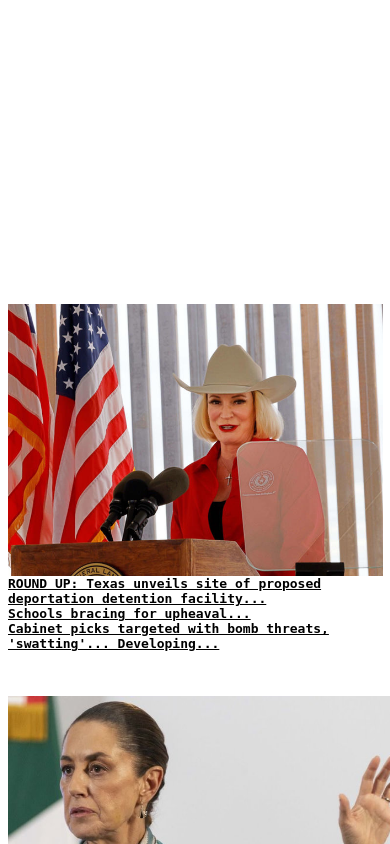 ROUND UP: Texas unveils site of proposed
deportation detention facility...
Schools bracing for upheaval...
Cabinet picks targeted with bomb threats,
'swatting'... Developing...